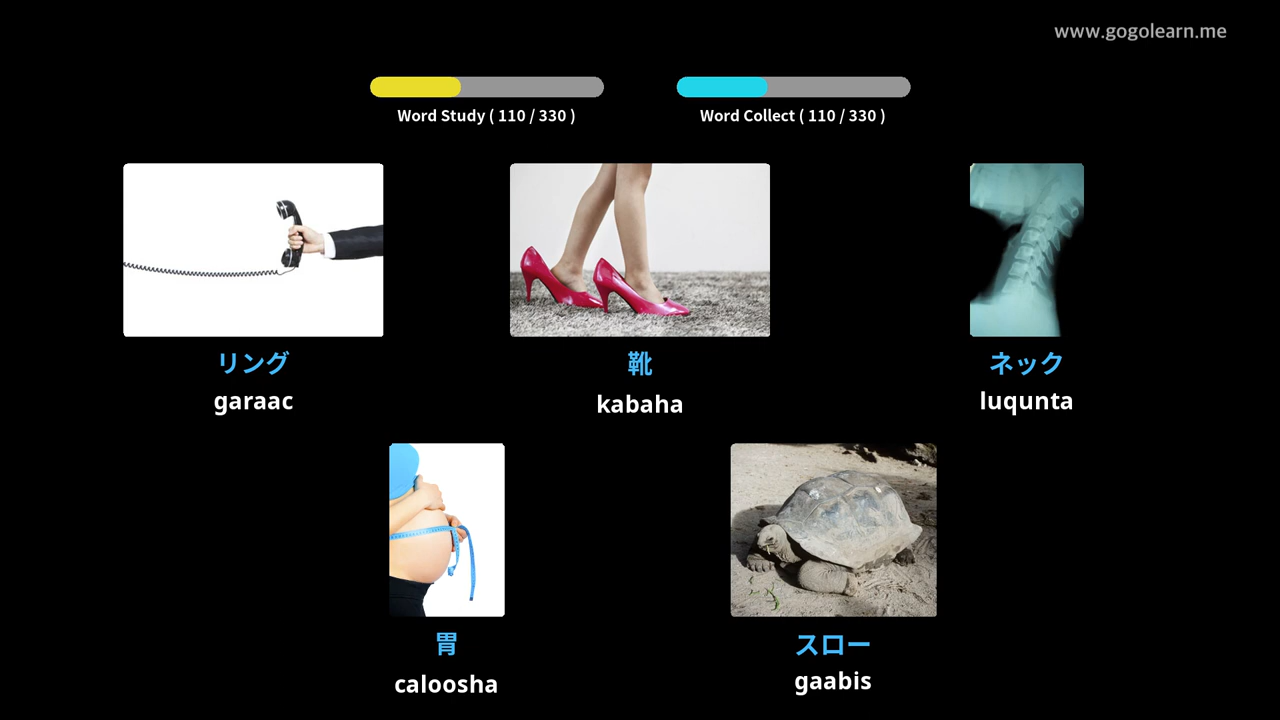 www.gogolearn.me
Word Study ( 110 / 330 )
Word Collect ( 110 / 330 )
リング
garaac
靴
kabaha
ネック
luqunta
胃
caloosha
スロー
gaabis